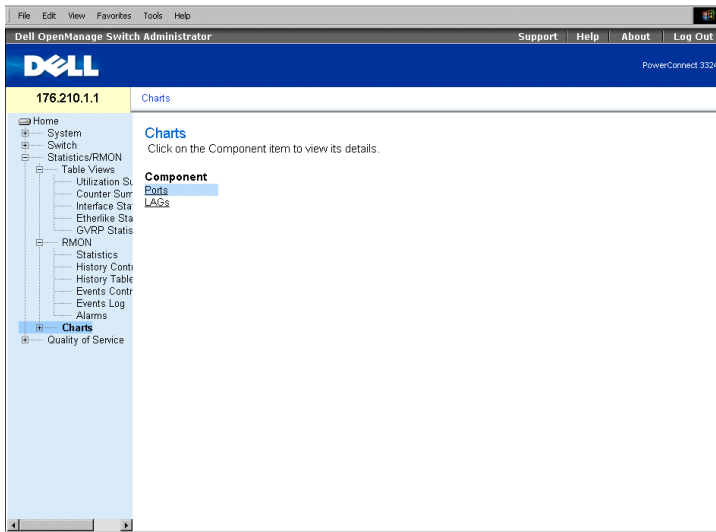 File Edit View Favorites Tools Help
Dell OpenManage Switch Administrator Support Help About Log Out
DELL
PowerConnect 3324
176.210.1.1
Charts
Home
System
Switch
Statistics/RMON
Table Views
Utilization Su
Counter Sum
Interface Sta
Etherlike Sta
GVRP Statis
RMON
Statistics
History Contr
History Table
Events Contr
Events Log
Alarms
Charts
Quality of Service
Charts
Click on the Component item to view its details.
Component
Ports
LAGs